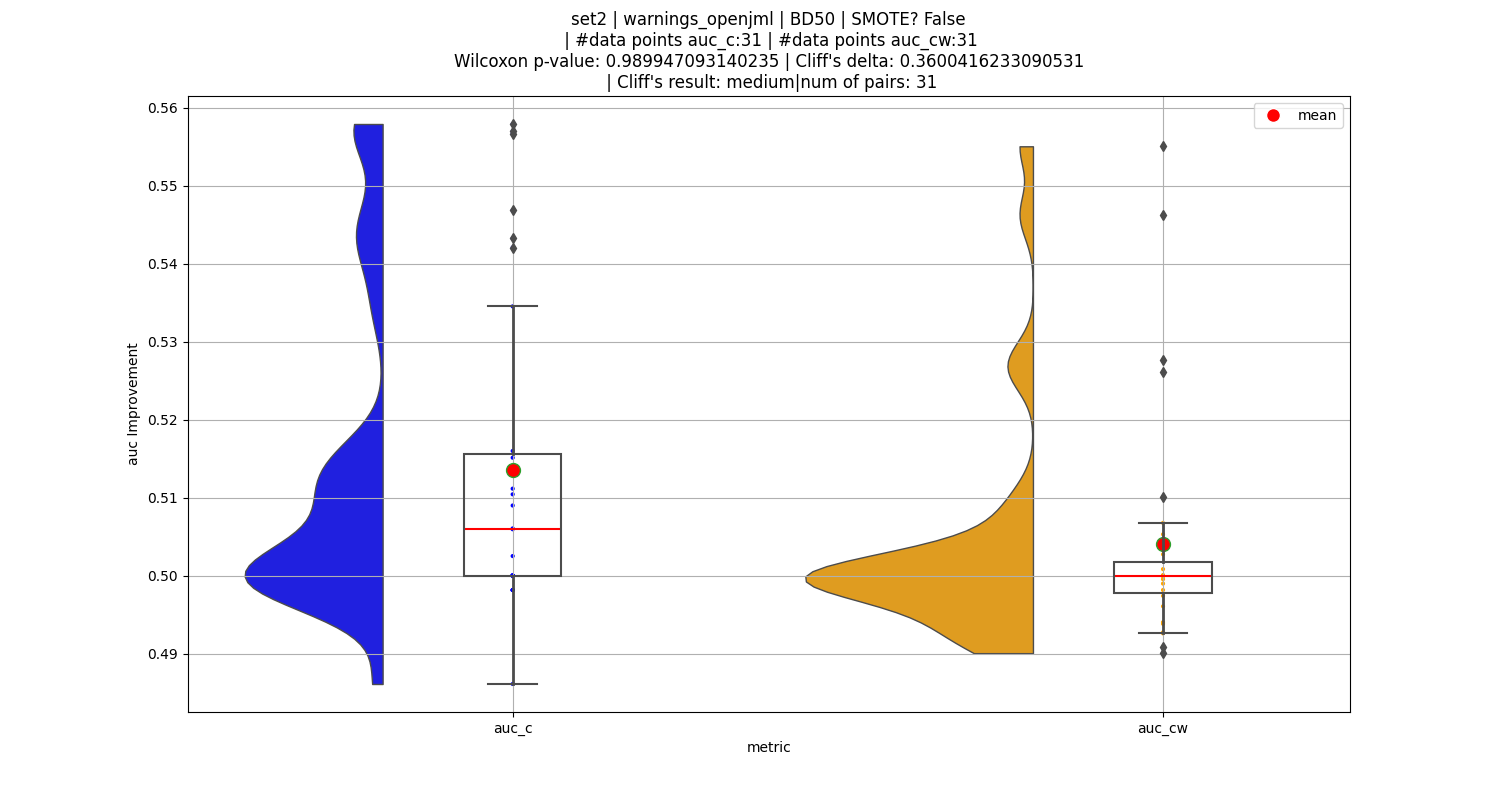 set2 | warnings_openjml | BD50 | SMOTE? False
| #data points auc_c:31 | #data points auc_cw:31
Wilcoxon p-value: 0.989947093140235 | Cliff's delta: 0.3600416233090531
| Cliff's result: medium|num of pairs: 31
mean
0.56
0.55
0.54
0.53
0.52
0.51
0.50
0.49
auc Improvement
auc_c
auc_cw
metric